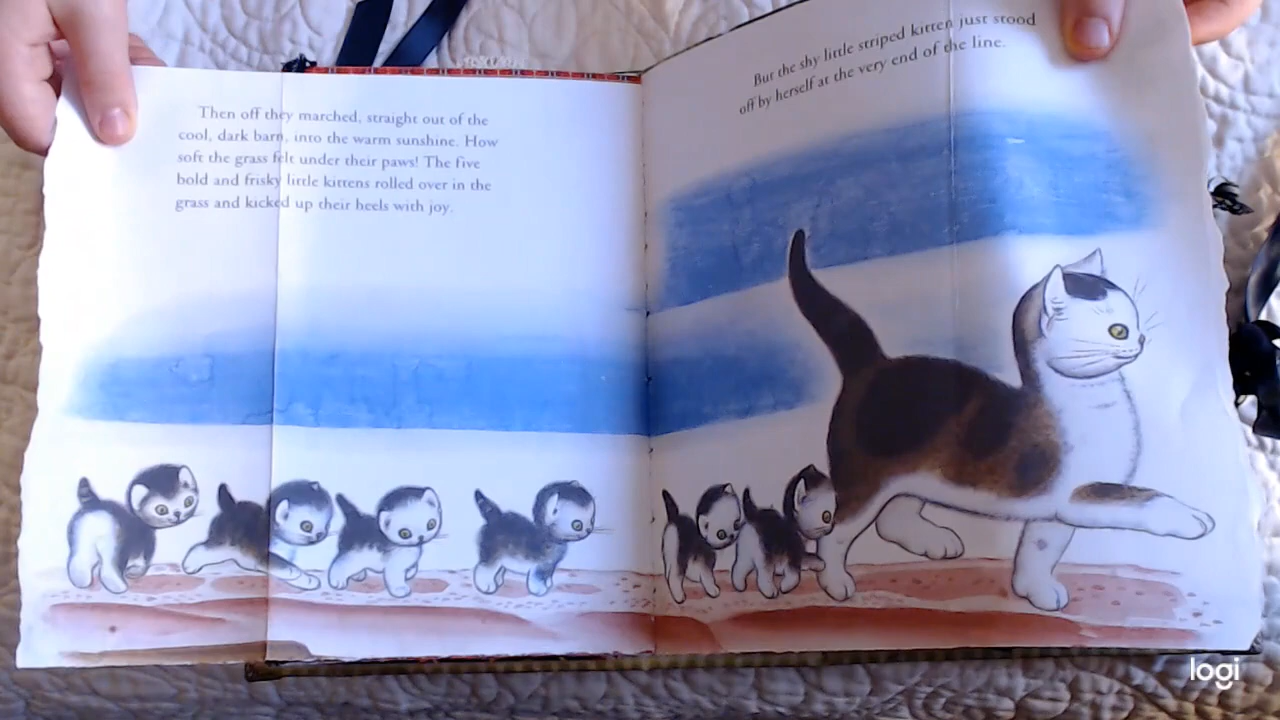 Then off they marched, straight out of the
cool, dark barn, into the warm sunshine. How
soft the grass felt under their paws! The five
bold and frisky little kittens rolled over in the
grass and kicked up their heels with joy.
But the shy little striped kitten just stood
off by herself at the very end of the line.
logi